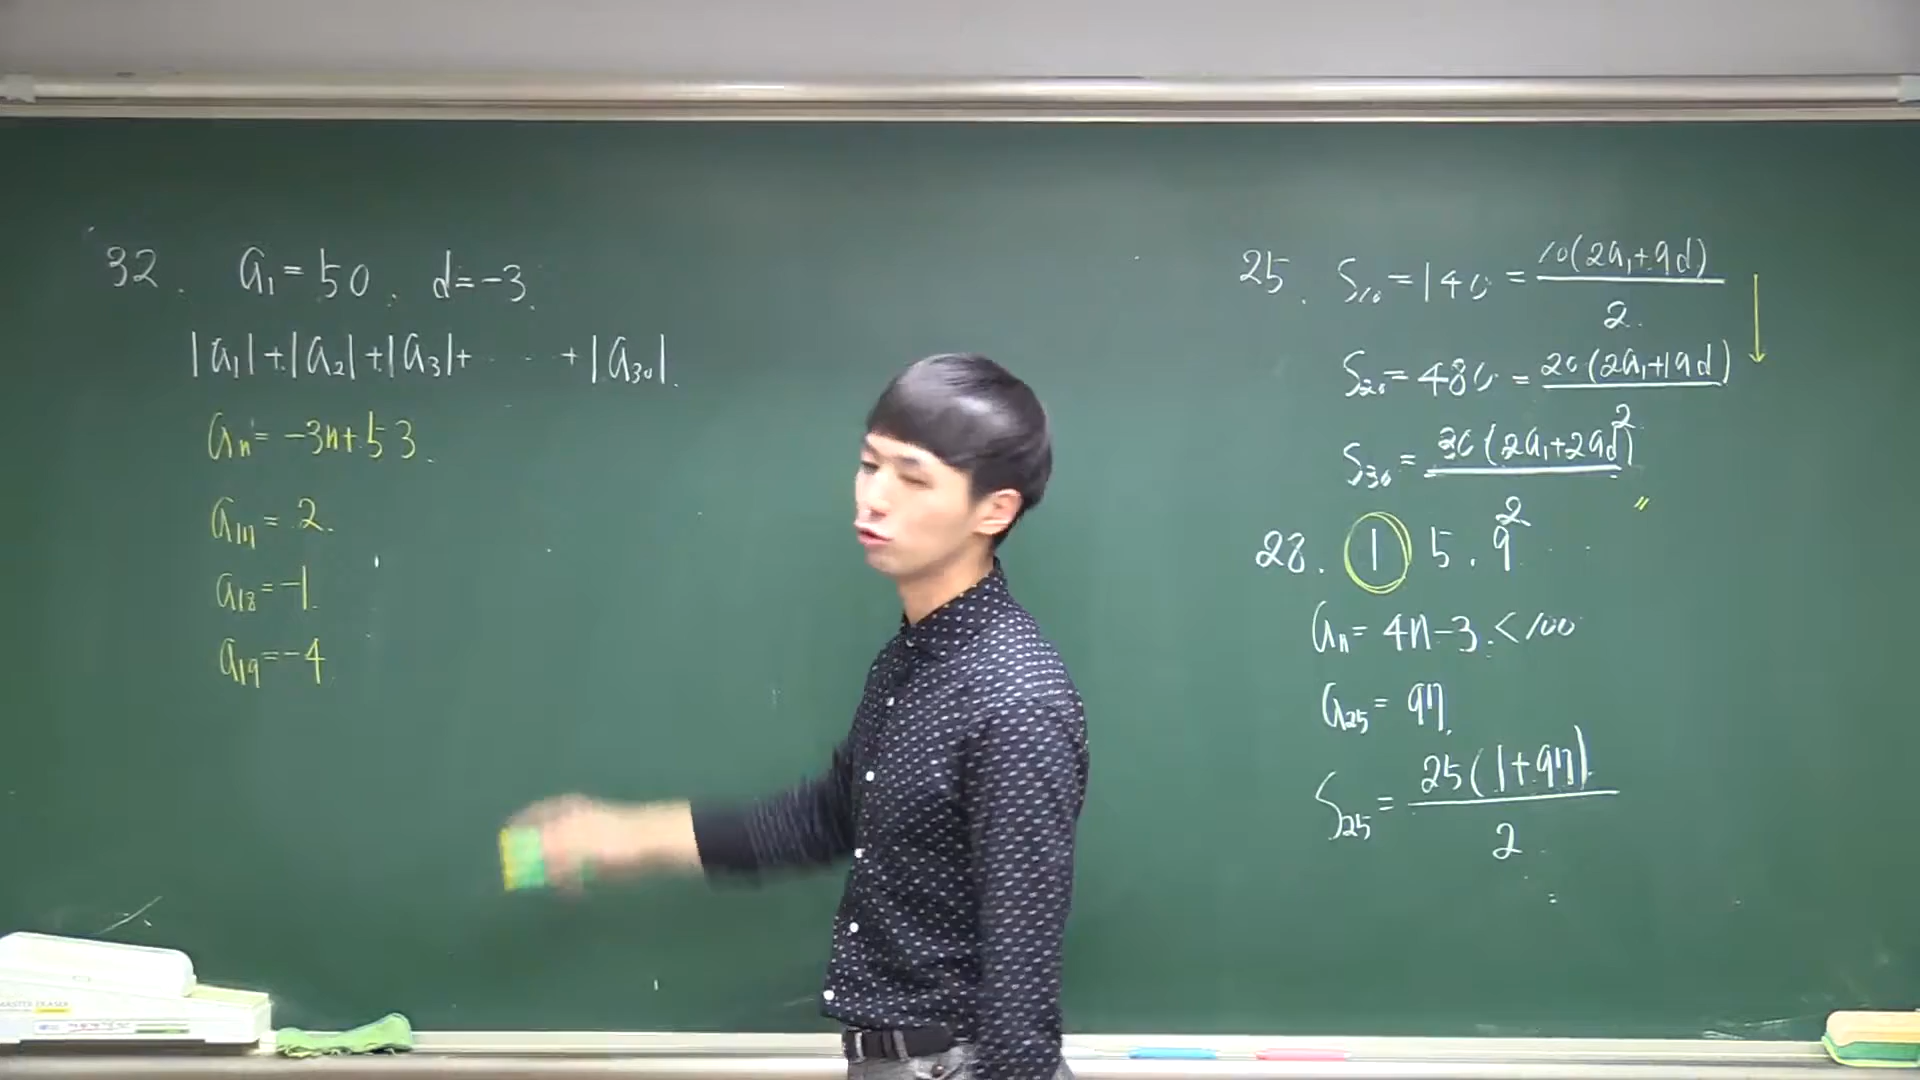 32. a₁ = 50. d = -3.
|a₁| + |a₂| + |a₃| + ····· + |a₃₀|.
aₙ = -3n + 53.
a₁₇ = 2.
a₁₈ = -1.
a₁₉ = -4.
25. S₁₀ = 140 = 10(2a₁+9d)/2.
S₂₀ = 480 = 20(2a₁+19d)/2
S₃₀ = 30(2a₁+29d)/2
28. 1 5. 9 ···
aₙ = 4n-3. < 100
a₂₅ = 97.
S₂₅ = 25(1+97)/2
MASTER ERASER